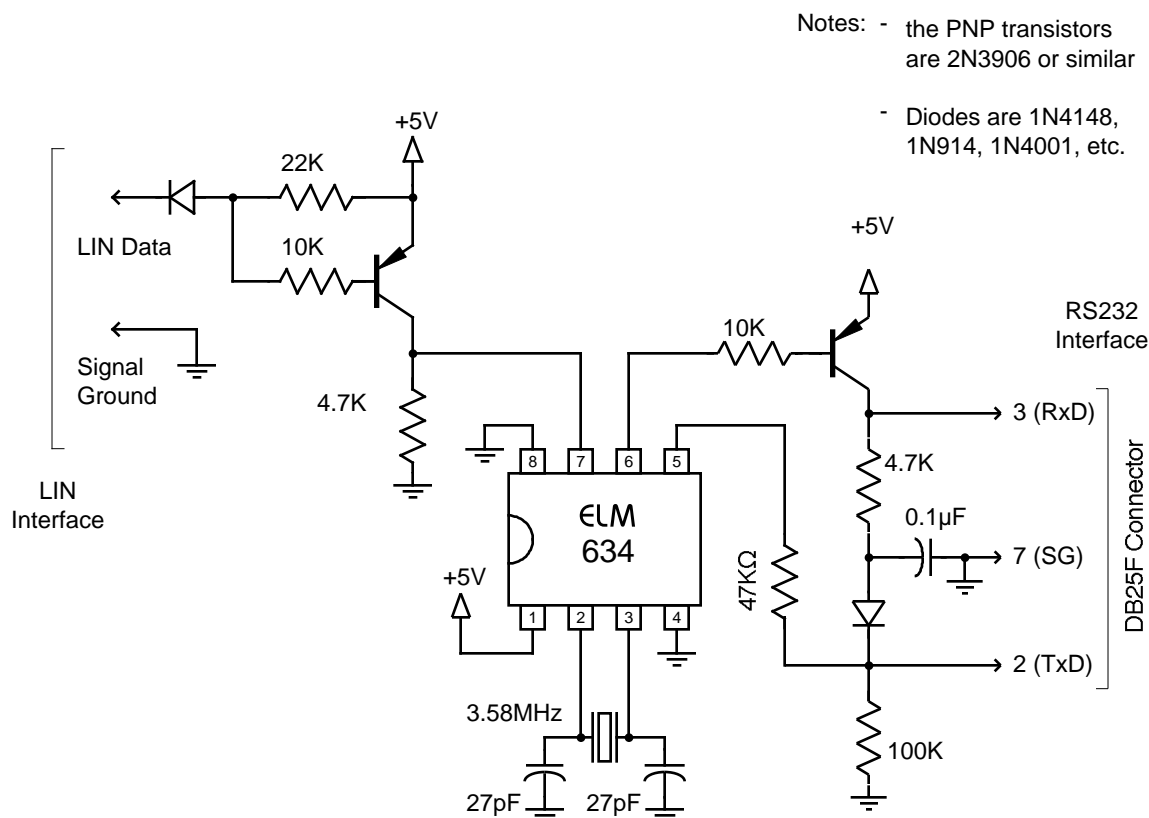 Notes: - the PNP transistors
are 2N3906 or similar
- Diodes are 1N4148,
1N914, 1N4001, etc.
+5V
22K
LIN Data
10K
+5V
Signal
Ground
4.7K
10K
RS232
Interface
3 (RxD)
LIN
Interface
8
7
6
5
4.7K
ELM
634
0.1µF
47KΩ
7 (SG)
DB25F Connector
+5V
1
2
3
4
2 (TxD)
3.58MHz
100K
27pF
27pF